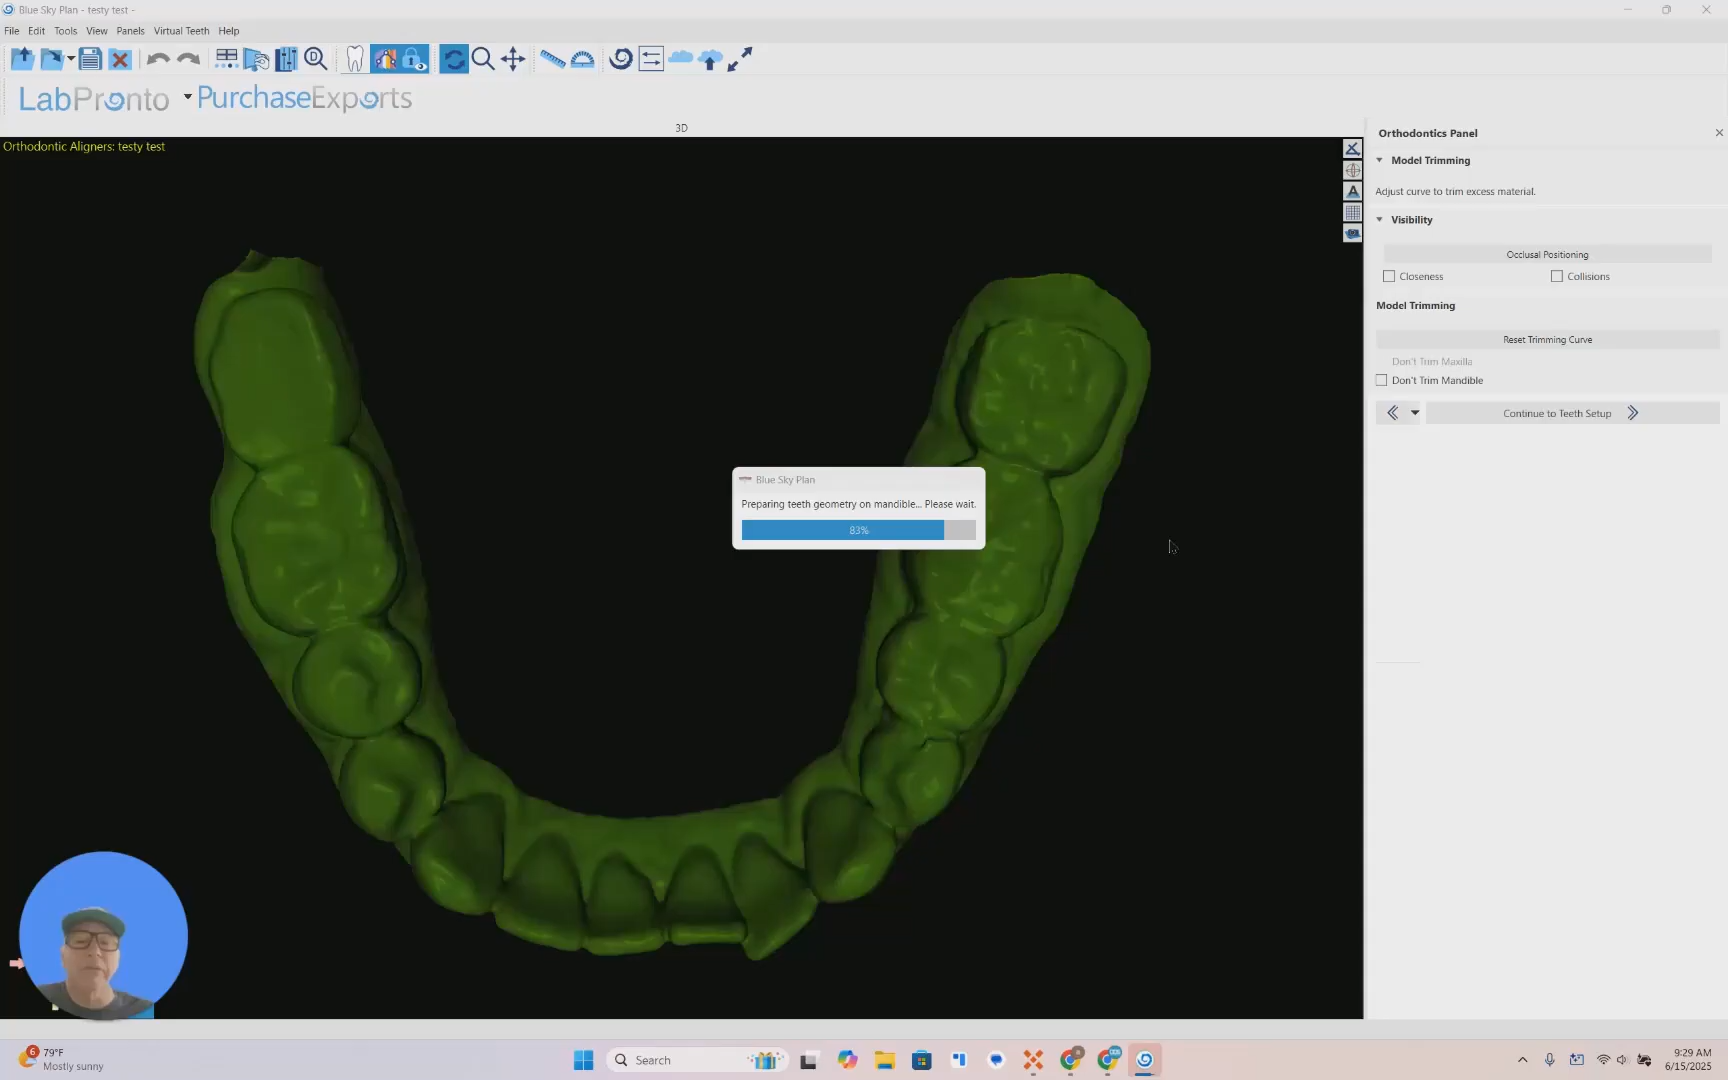 Blue Sky Plan - testy test -
File Edit Tools View Panels Virtual Teeth Help
LabPronto PurchaseExports
3D
Orthodontic Aligners: testy test
Orthodontics Panel
Model Trimming
Adjust curve to trim excess material.
Visibility
Occlusal Positioning
Closeness Collisions
Model Trimming
Reset Trimming Curve
Don't Trim Maxilla
Don't Trim Mandible
Continue to Teeth Setup
Blue Sky Plan
Preparing teeth geometry on mandible... Please wait.
83%
6
79°F
Mostly sunny
Search
9:29 AM
6/15/2025